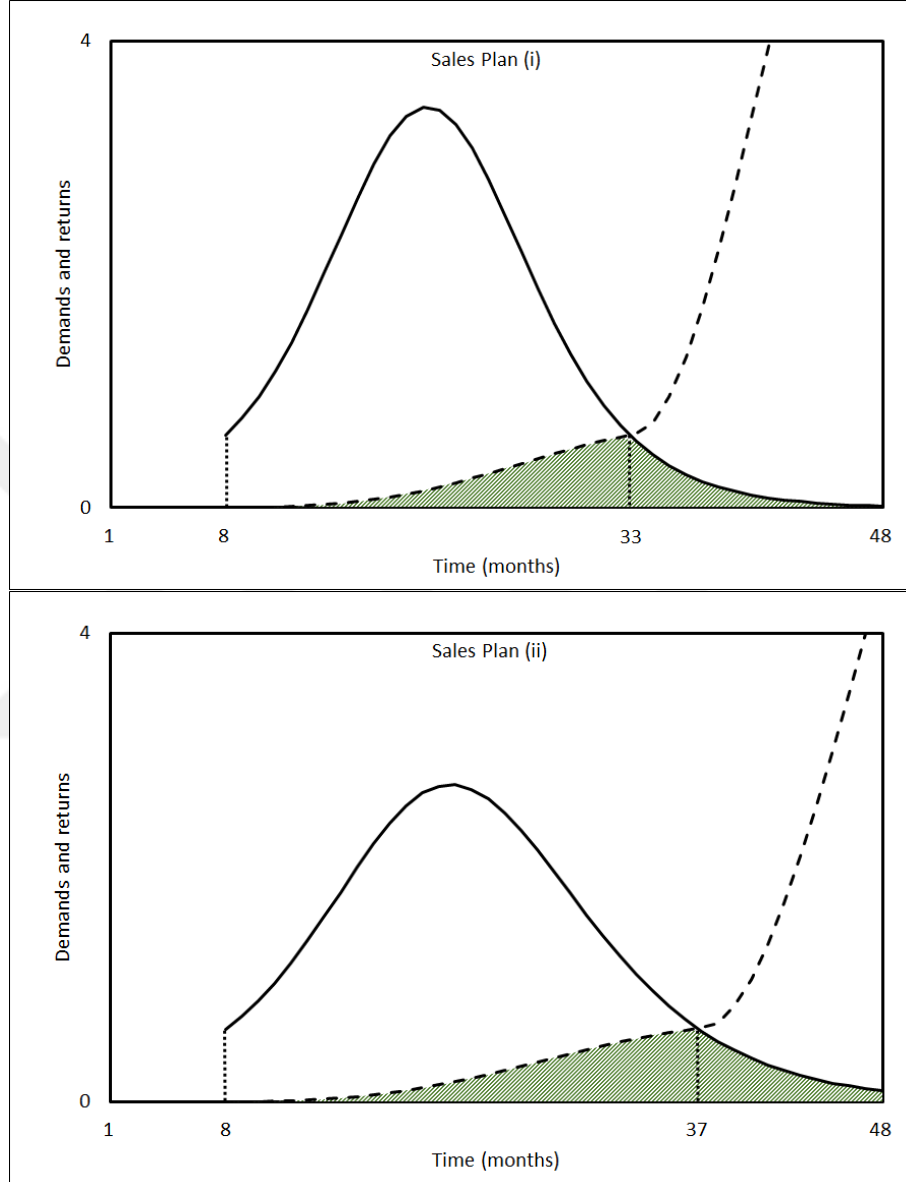 4
Sales Plan (i)
Demands and returns
0
1 8 33 48
Time (months)
4
Sales Plan (ii)
Demands and returns
0
1 8 37 48
Time (months)